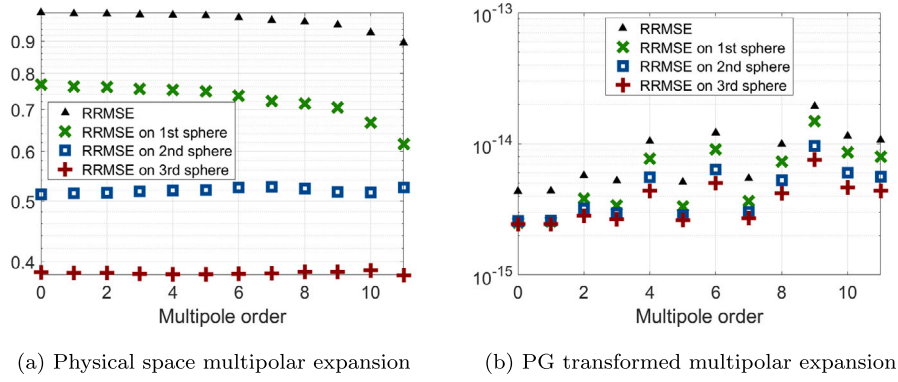 0.9
0.8
0.7
0.5
0.4
RRMSE
RRMSE on 1st sphere
RRMSE on 2nd sphere
RRMSE on 3rd sphere
0 2 4 6 8 10
Multipole order
(a) Physical space multipolar expansion
10⁻¹³
10⁻¹⁴
10⁻¹⁵
RRMSE
RRMSE on 1st sphere
RRMSE on 2nd sphere
RRMSE on 3rd sphere
0 2 4 6 8 10
Multipole order
(b) PG transformed multipolar expansion